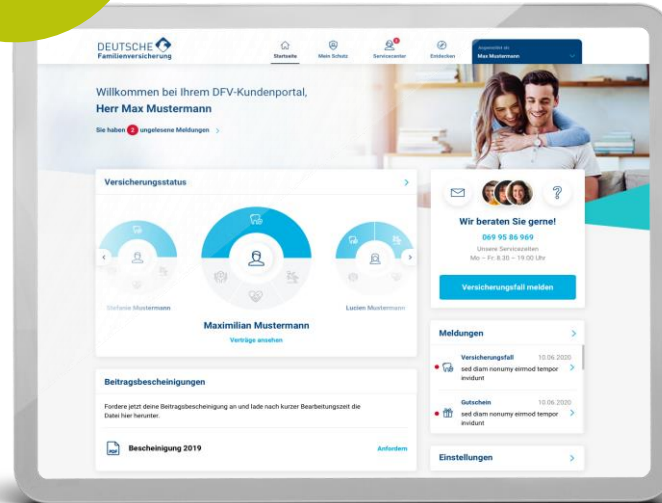 DEUTSCHE
Familienversicherung
Startseite
Mein Schutz
Servicecenter
Entdecken
Angemeldet als
Max Mustermann
Willkommen bei Ihrem DFV-Kundenportal,
Herr Max Mustermann
Sie haben 2 ungelesene Meldungen
Versicherungsstatus
Stefanie Mustermann
Maximilian Mustermann
Verträge ansehen
Lucien Mustermann
Wir beraten Sie gerne!
069 95 86 969
Unsere Servicezeiten
Mo – Fr: 8.30 – 19.00 Uhr
Versicherungsfall melden
Meldungen
Versicherungsfall 10.06.2020
sed diam nonumy eirmod tempor
invidunt
Gutschein 10.06.2020
sed diam nonumy eirmod tempor
invidunt
Einstellungen
Beitragsbescheinigungen
Fordere jetzt deine Beitragsbescheinigung an und lade nach kurzer Bearbeitungszeit die
Datei hier herunter.
PDF
Bescheinigung 2019
Anfordern